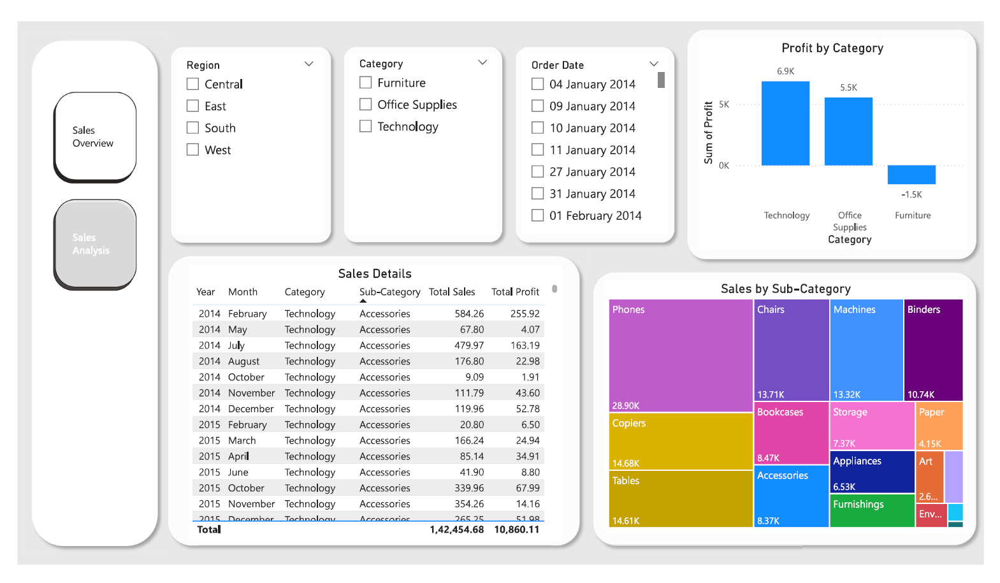 Sales
Overview
Sales
Analysis
Region
Central
East
South
West
Category
Furniture
Office Supplies
Technology
Order Date
04 January 2014
09 January 2014
10 January 2014
11 January 2014
27 January 2014
31 January 2014
01 February 2014
Profit by Category
Sum of Profit
5K
0K
6.9K
5.5K
-1.5K
Technology
Office
Supplies
Furniture
Category
Sales Details
Year Month Category Sub-Category Total Sales Total Profit
2014 February Technology Accessories 584.26 255.92
2014 May Technology Accessories 67.80 4.07
2014 July Technology Accessories 479.97 163.19
2014 August Technology Accessories 176.80 22.98
2014 October Technology Accessories 9.09 1.91
2014 November Technology Accessories 111.79 43.60
2014 December Technology Accessories 119.96 52.78
2015 February Technology Accessories 20.80 6.50
2015 March Technology Accessories 166.24 24.94
2015 April Technology Accessories 85.14 34.91
2015 June Technology Accessories 41.90 8.80
2015 October Technology Accessories 339.96 67.99
2015 November Technology Accessories 354.26 14.16
2015 December Technology Accessories 265.25 51.98
Total 1,42,454.68 10,860.11
Sales by Sub-Category
Phones
28.90K
Copiers
14.68K
Tables
14.61K
Chairs
13.71K
Machines
13.32K
Binders
10.74K
Bookcases
8.47K
Accessories
8.37K
Storage
7.37K
Appliances
6.53K
Furnishings
Paper
4.15K
Art
2.6...
Env...